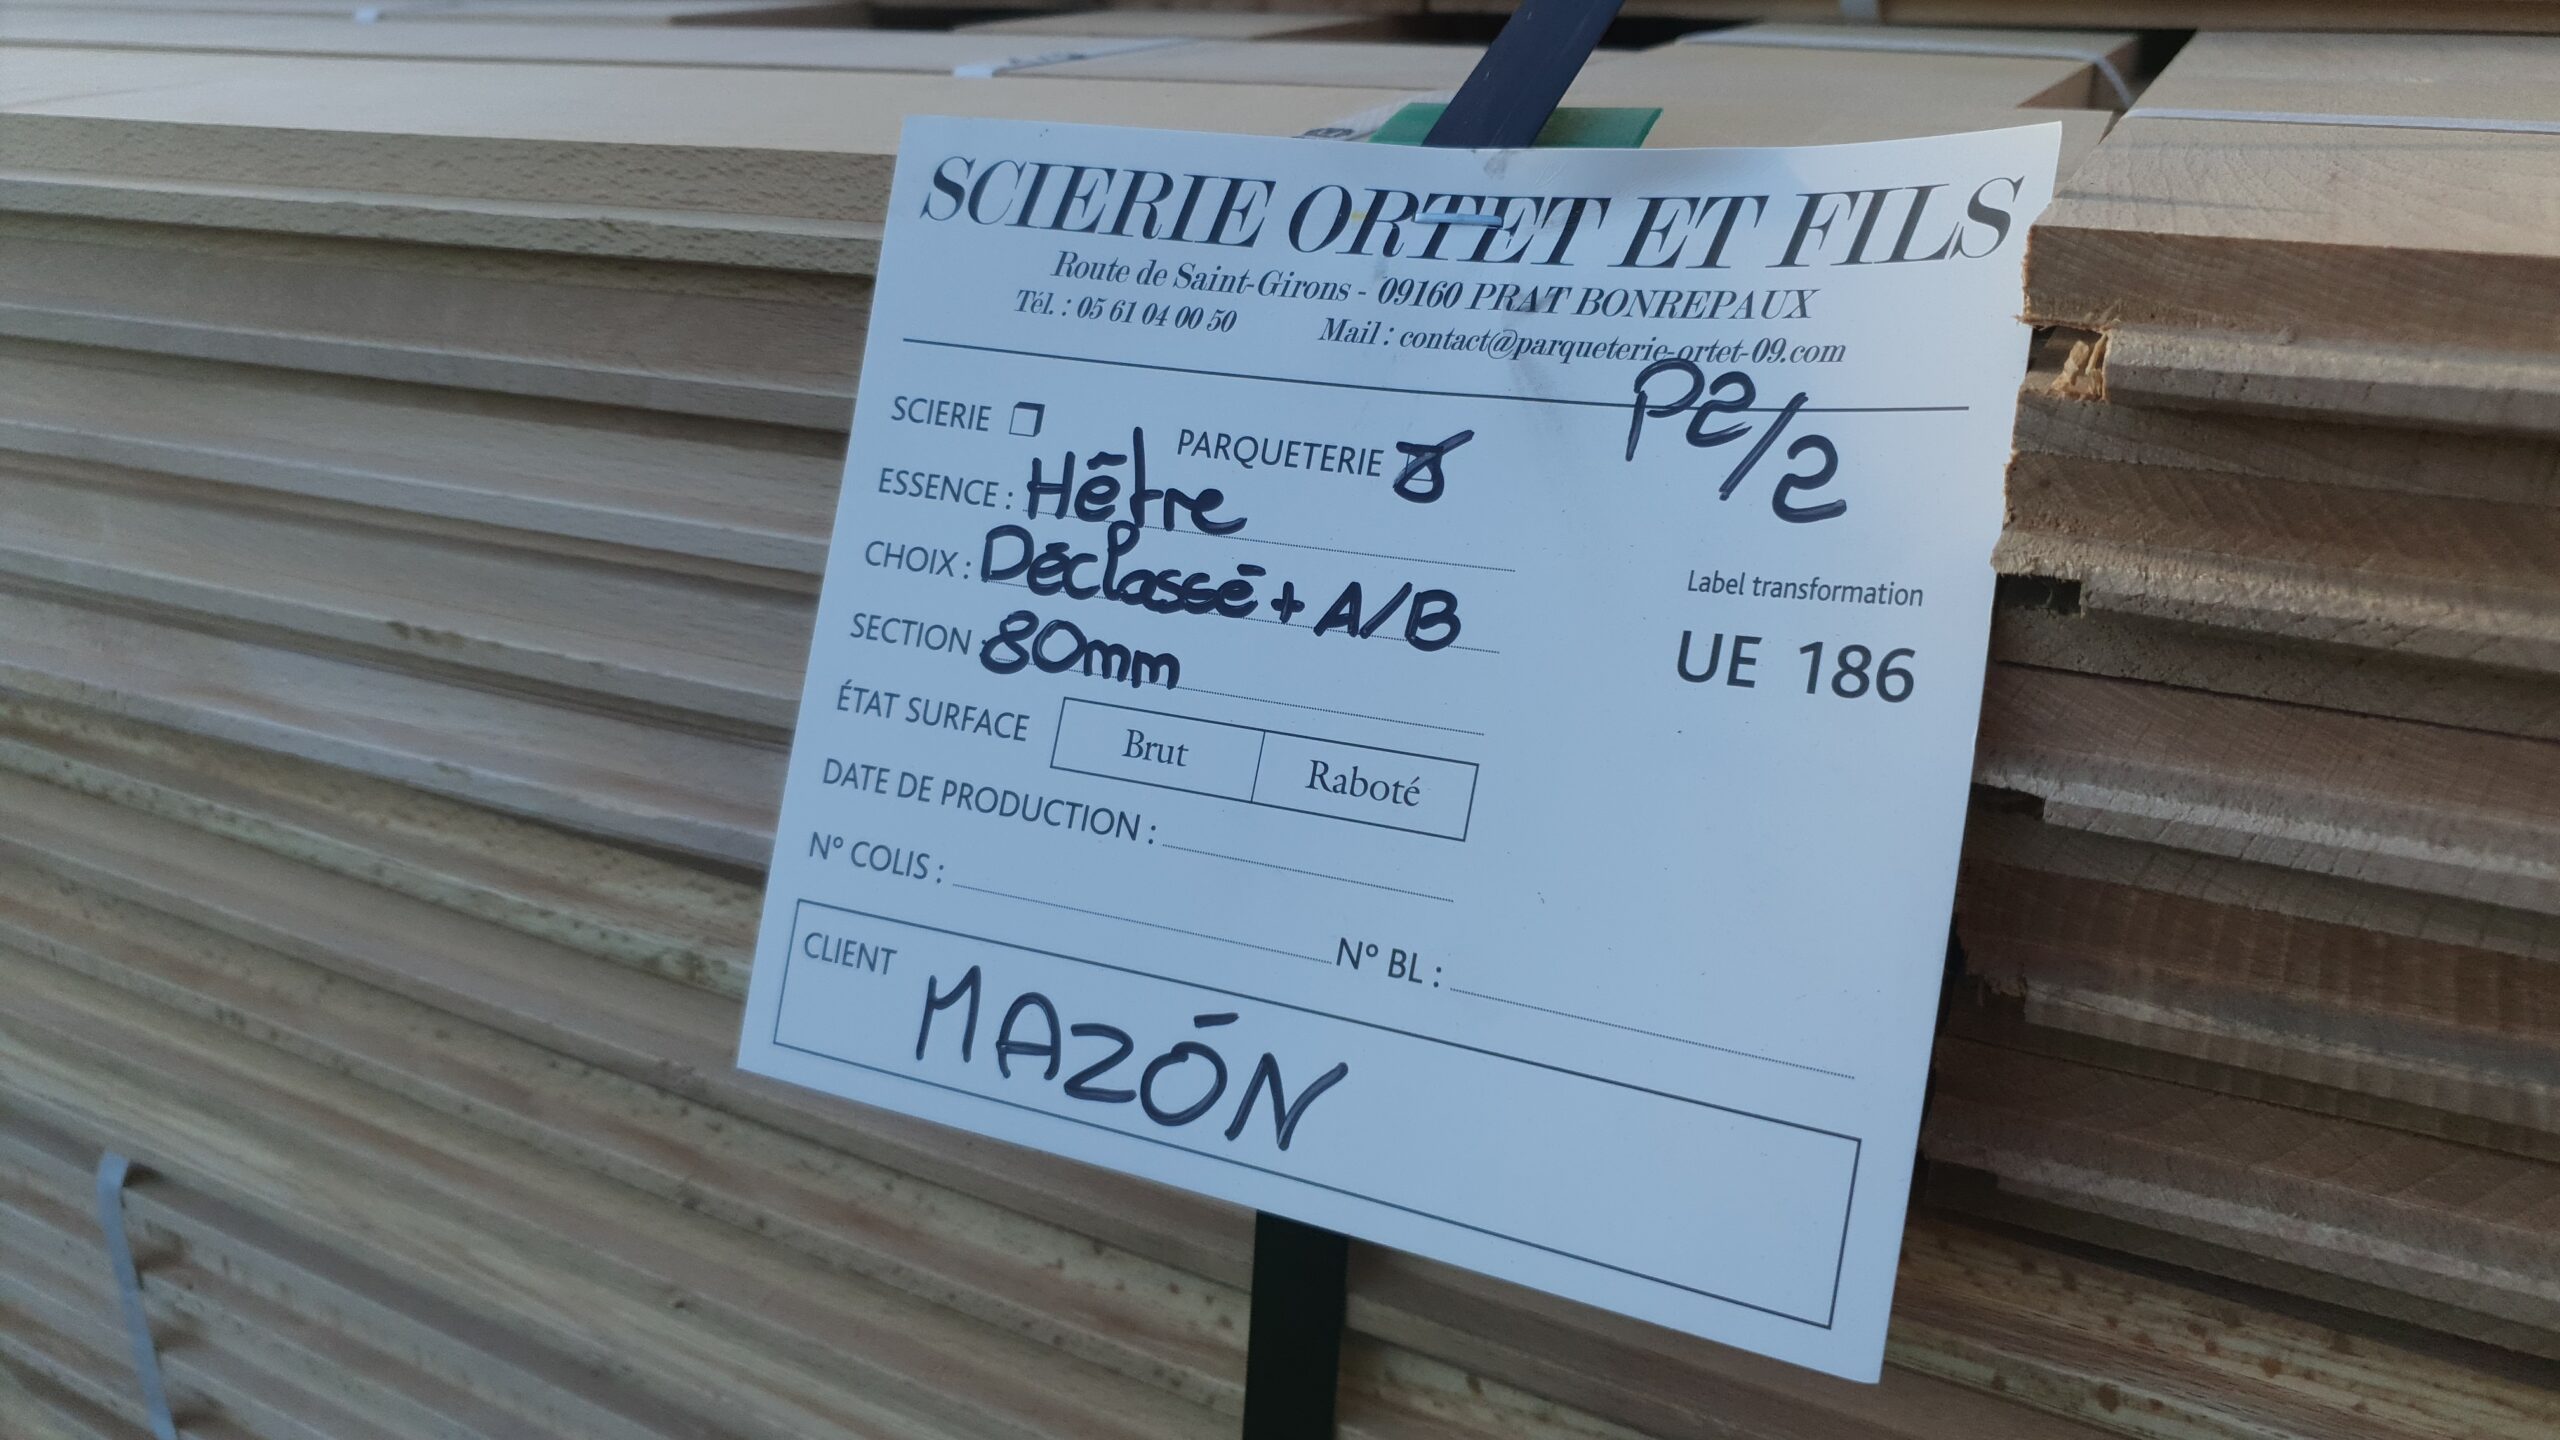 SCIERIE ORTET ET FILS
Route de Saint-Girons - 09160 PRAT BONREPAUX
Tél. : 05 61 04 00 50 Mail : contact@parqueterie-ortet-09.com
P2/2
SCIERIE PARQUETERIE
ESSENCE : Hêtre
CHOIX : Déclassé + A/B
Label transformation
SECTION 80mm
UE 186
ÉTAT SURFACE Brut Raboté
DATE DE PRODUCTION :
N° COLIS : N° BL :
CLIENT MAZÓN